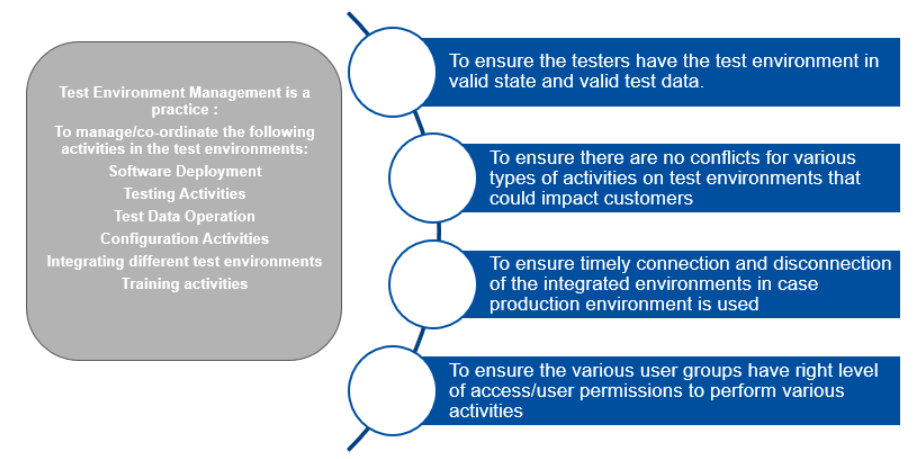 Test Environment Management is a
practice :
To manage/co-ordinate the following
activities in the test environments:
Software Deployment
Testing Activities
Test Data Operation
Configuration Activities
Integrating different test environments
Training activities
To ensure the testers have the test environment in
valid state and valid test data.
To ensure there are no conflicts for various
types of activities on test environments that
could impact customers
To ensure timely connection and disconnection
of the integrated environments in case
production environment is used
To ensure the various user groups have right level
of access/user permissions to perform various
activities